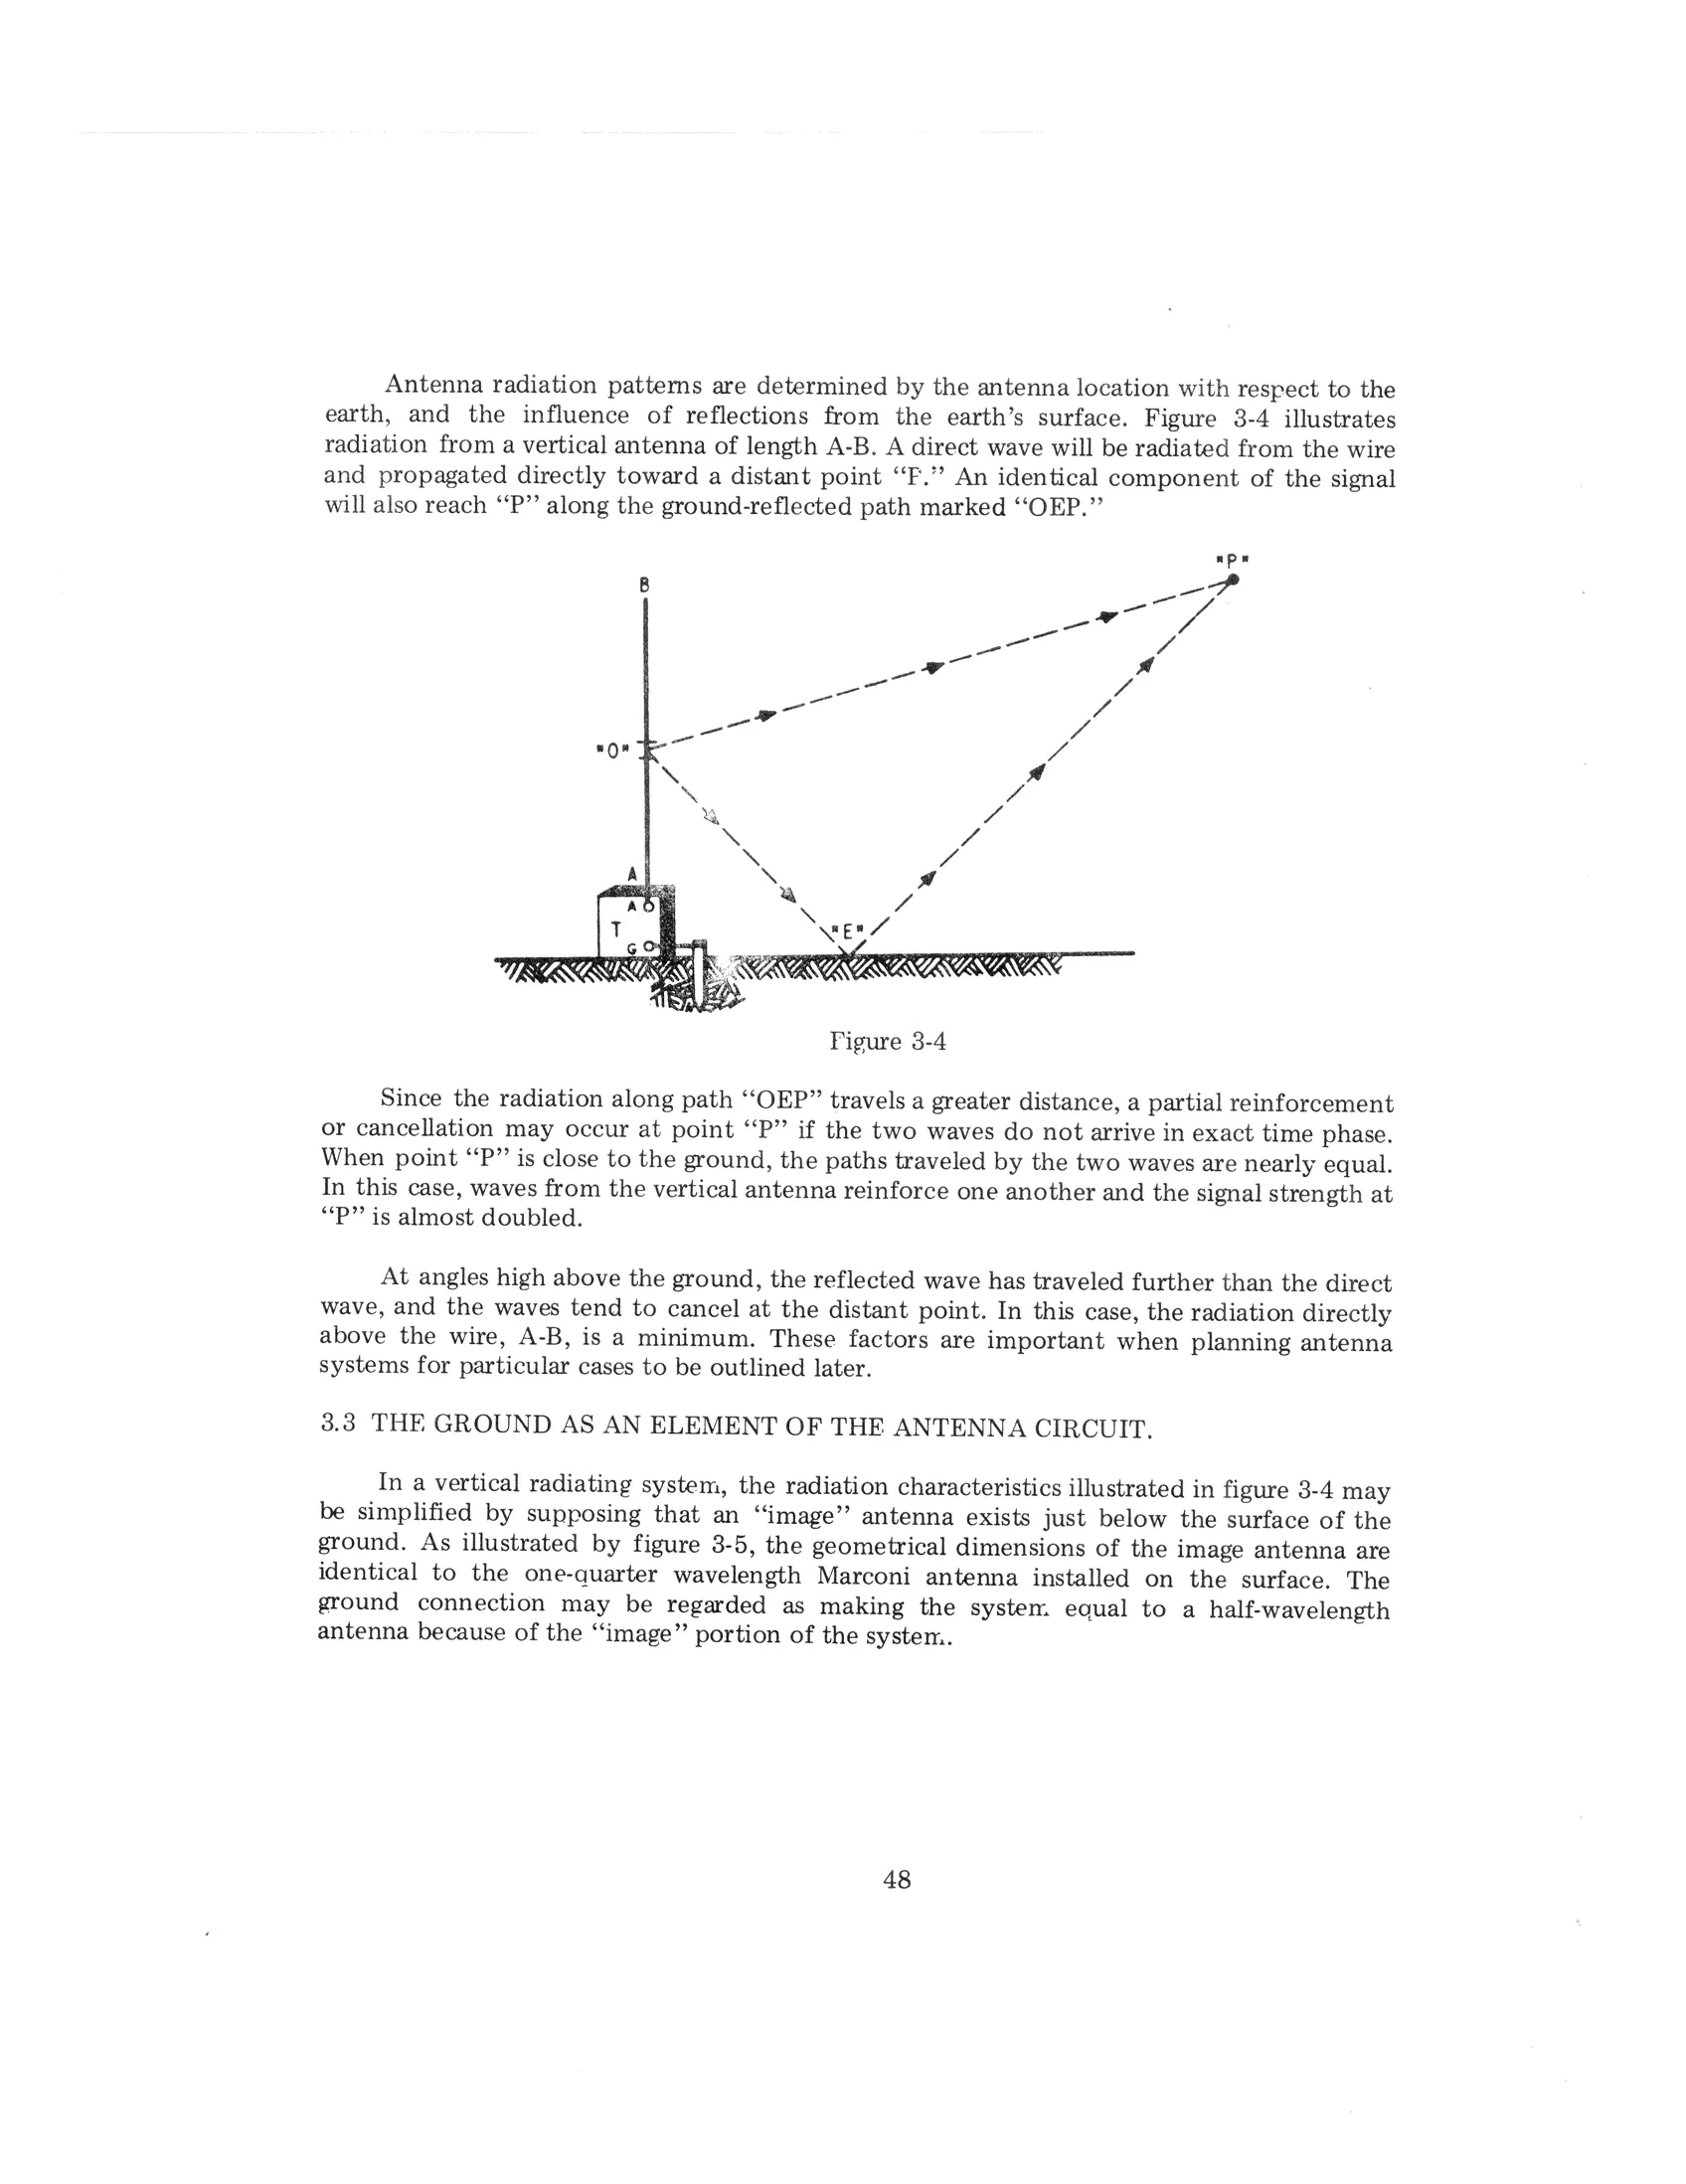 Antenna radiation patterns are determined by the antenna location with respect to the
earth, and the influence of reflections from the earth's surface. Figure 3-4 illustrates
radiation from a vertical antenna of length A-B. A direct wave will be radiated from the wire
and propagated directly toward a distant point “P.” An identical component of the signal
will also reach “P” along the ground-reflected path marked “OEP.”
"P"
B
"O"
A
A
T
G
"E"
Figure 3-4
Since the radiation along path “OEP” travels a greater distance, a partial reinforcement
or cancellation may occur at point “P” if the two waves do not arrive in exact time phase.
When point “P” is close to the ground, the paths traveled by the two waves are nearly equal.
In this case, waves from the vertical antenna reinforce one another and the signal strength at
“P” is almost doubled.
At angles high above the ground, the reflected wave has traveled further than the direct
wave, and the waves tend to cancel at the distant point. In this case, the radiation directly
above the wire, A-B, is a minimum. These factors are important when planning antenna
systems for particular cases to be outlined later.
3.3 THE GROUND AS AN ELEMENT OF THE ANTENNA CIRCUIT.
In a vertical radiating system, the radiation characteristics illustrated in figure 3-4 may
be simplified by supposing that an “image” antenna exists just below the surface of the
ground. As illustrated by figure 3-5, the geometrical dimensions of the image antenna are
identical to the one-quarter wavelength Marconi antenna installed on the surface. The
ground connection may be regarded as making the system equal to a half-wavelength
antenna because of the “image” portion of the system.
48